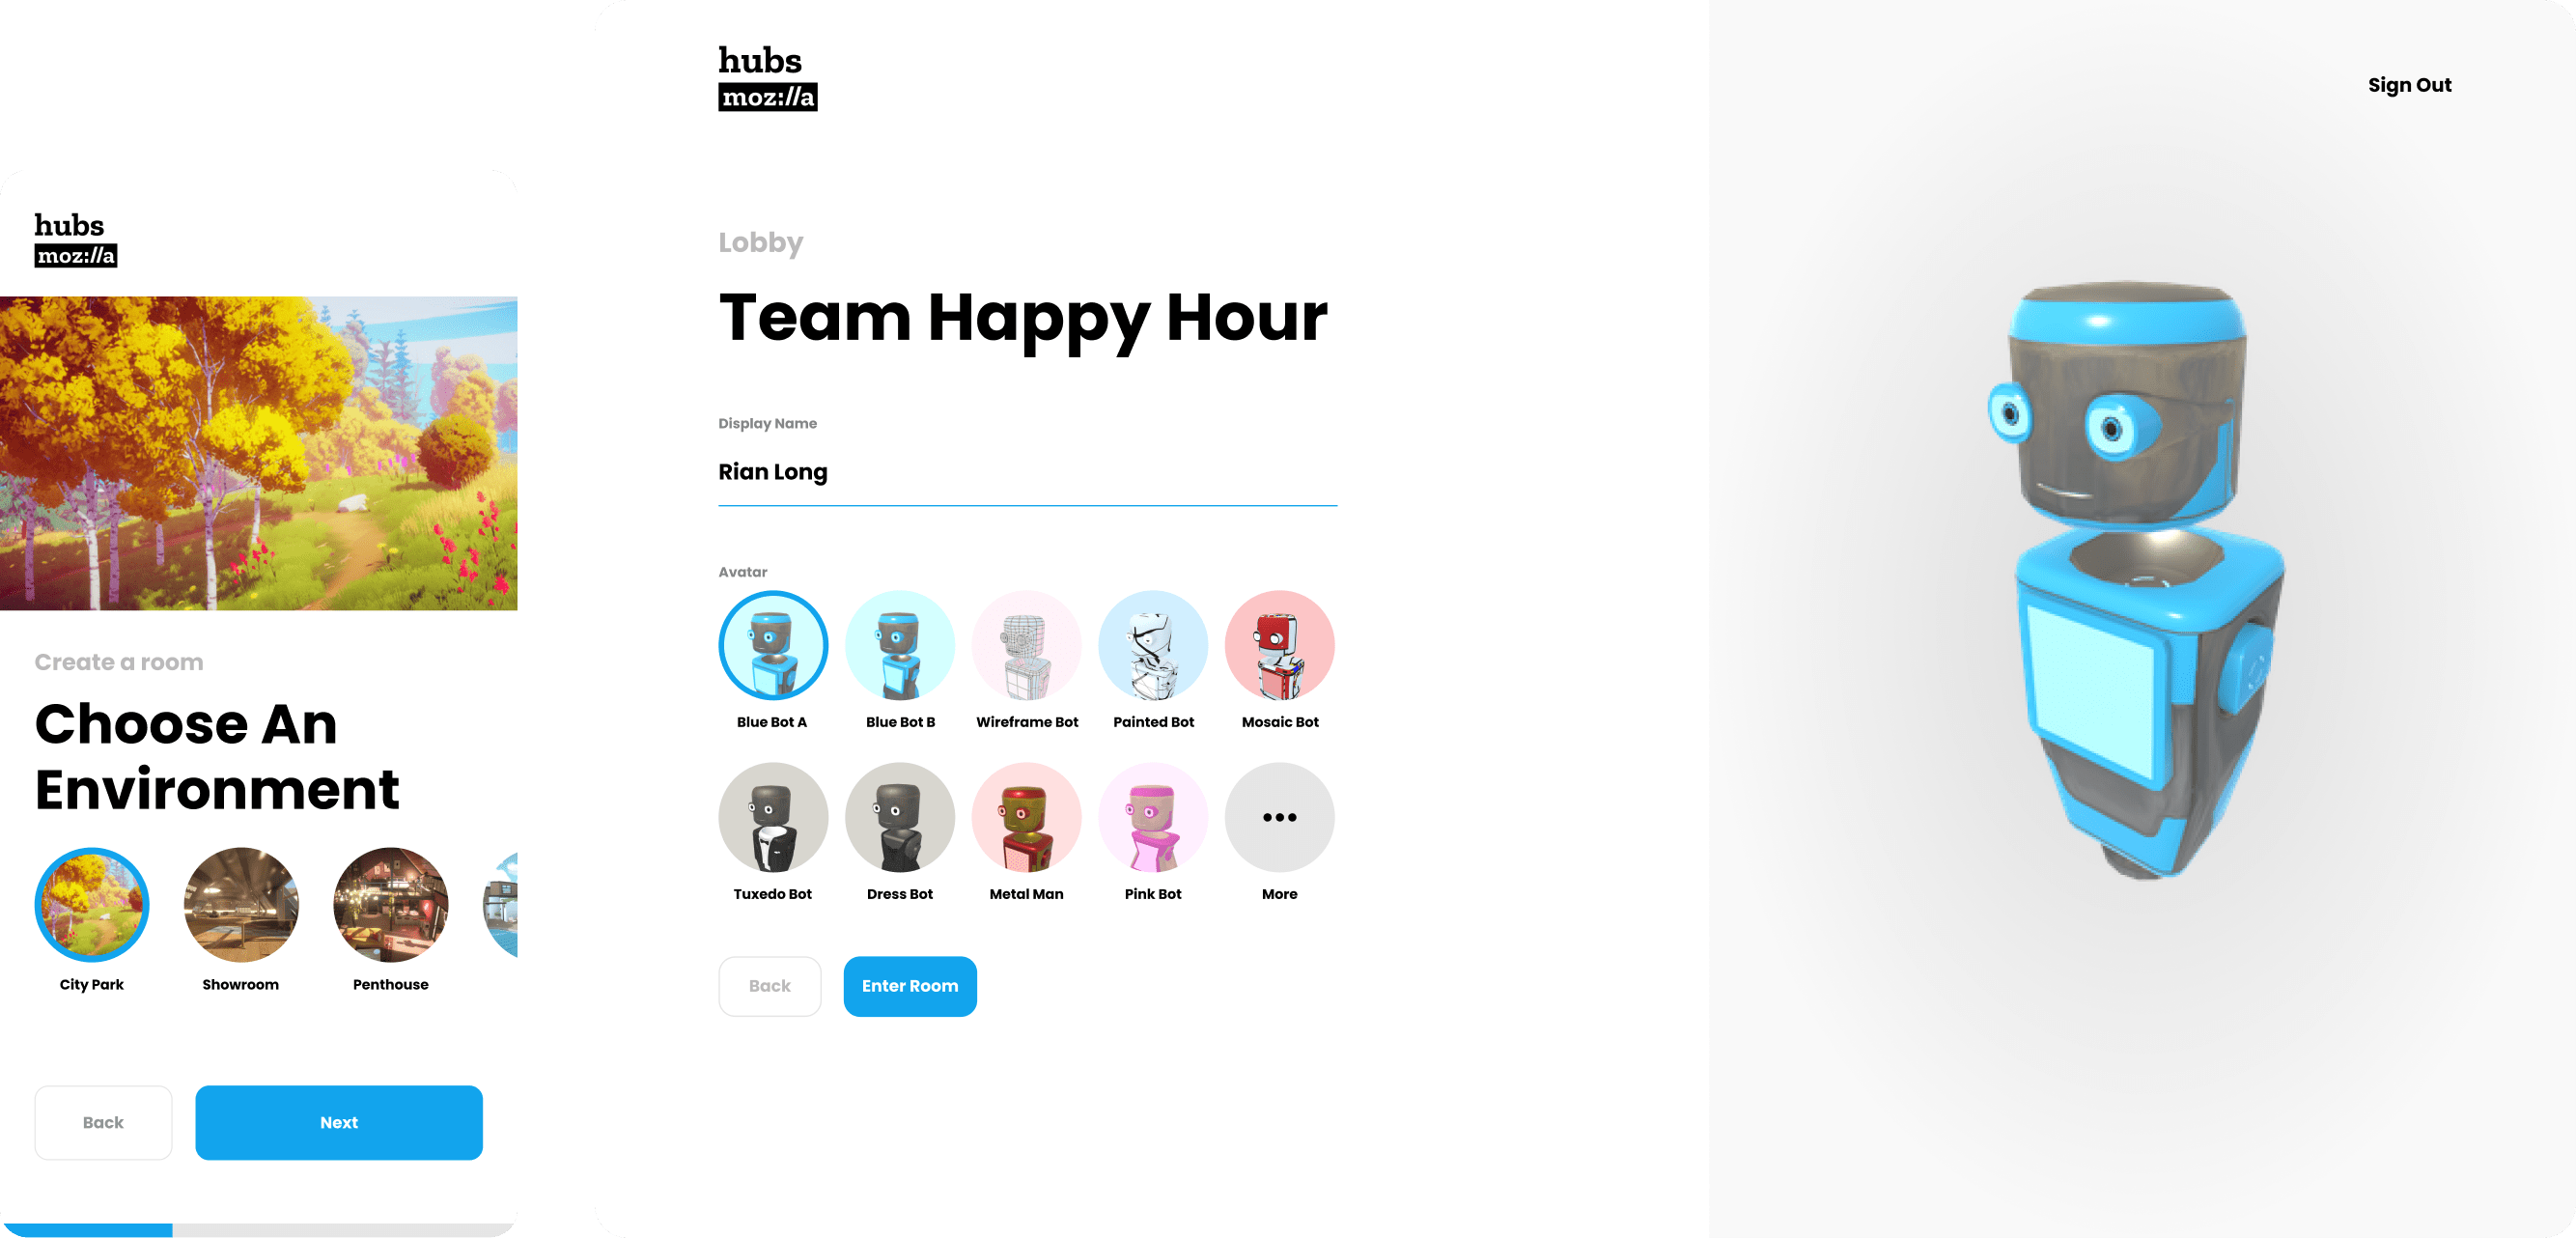 hubs
moz://a
Create a room
Choose An
Environment
City Park
Showroom
Penthouse
Back
Next
hubs
moz://a
Sign Out
Lobby
Team Happy Hour
Display Name
Rian Long
Avatar
Blue Bot A
Blue Bot B
Wireframe Bot
Painted Bot
Mosaic Bot
Tuxedo Bot
Dress Bot
Metal Man
Pink Bot
More
Back
Enter Room